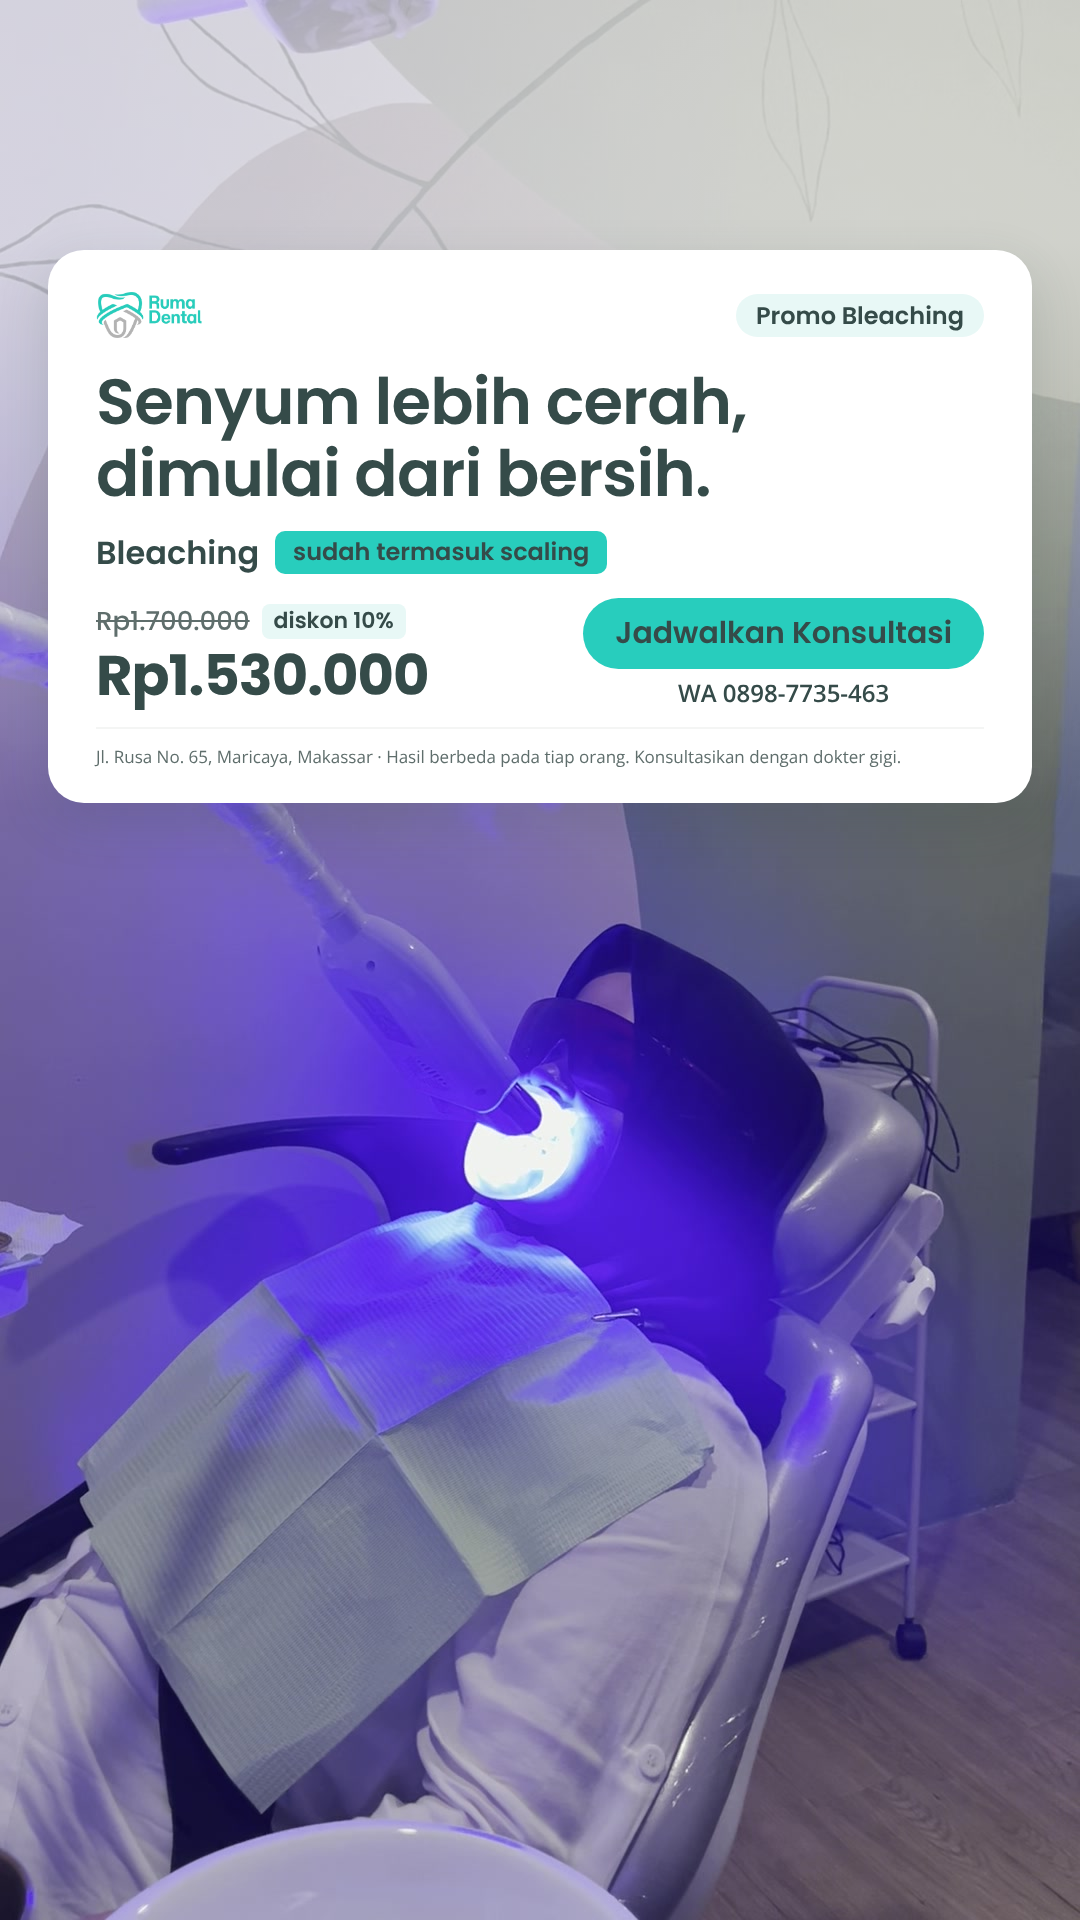 Ruma
Dental
Promo Bleaching
Senyum lebih cerah,
dimulai dari bersih.
Bleaching sudah termasuk scaling
Rp1.700.000 diskon 10%
Rp1.530.000
Jadwalkan Konsultasi
WA 0898-7735-463
Jl. Rusa No. 65, Maricaya, Makassar · Hasil berbeda pada tiap orang. Konsultasikan dengan dokter gigi.